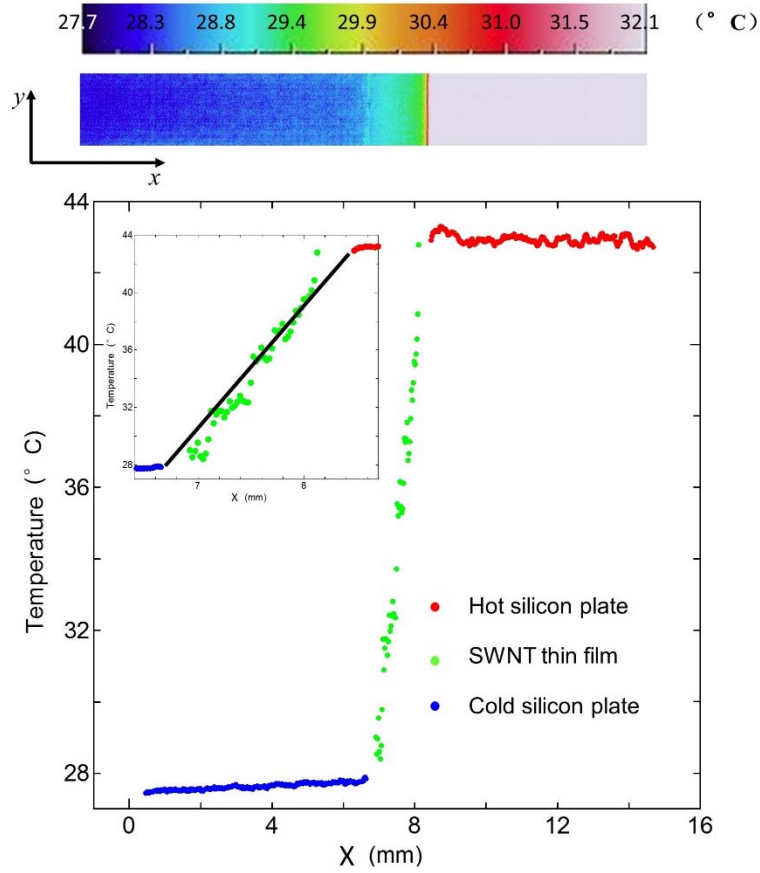 27.7 28.3 28.8 29.4 29.9 30.4 31.0 31.5 32.1 (° C)
y
x
44
40
36
32
28
Temperature (° C)
0 4 8 12 16
X (mm)
44
40
36
32
28
Temperature (° C)
7 8
X (mm)
Hot silicon plate
SWNT thin film
Cold silicon plate